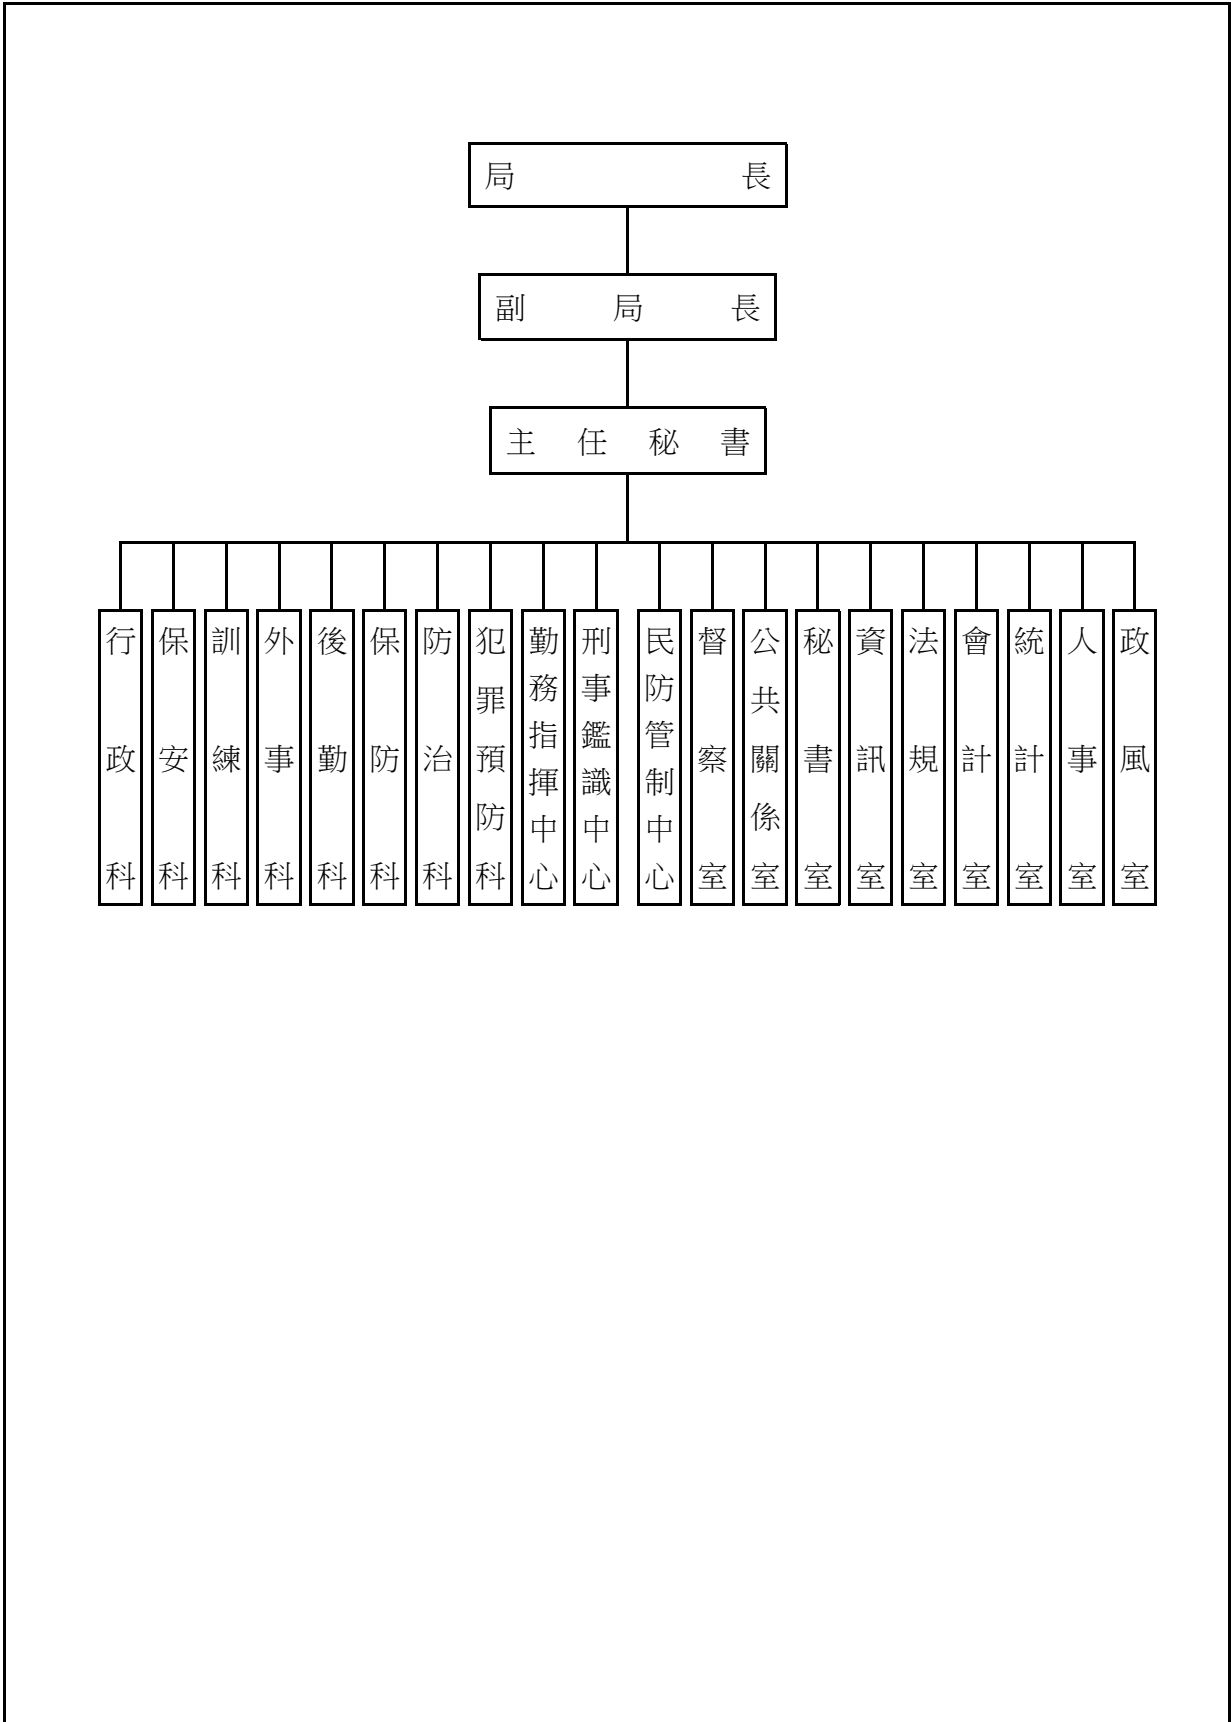 局長
副局長
主任秘書
行政科
保安科
訓練科
外事科
後勤科
保防科
防治科
犯罪預防科
勤務指揮中心
刑事鑑識中心
民防管制中心
督察室
公共關係室
秘書室
資訊室
法規室
會計室
統計室
人事室
政風室